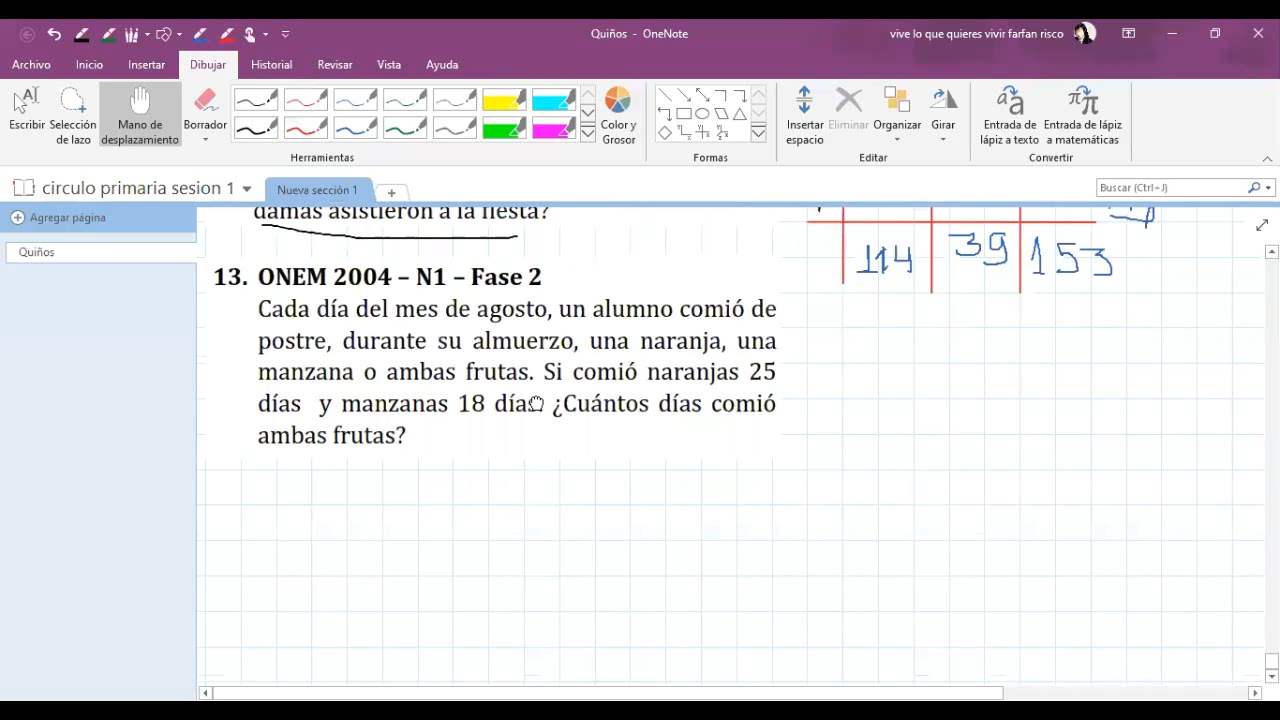 Quiños - OneNote
vive lo que quieres vivir farfan risco
Archivo Inicio Insertar Dibujar Historial Revisar Vista Ayuda
Escribir
Selección de lazo
Mano de desplazamiento
Borrador
Color y Grosor
Insertar espacio
Eliminar
Organizar
Girar
Entrada de lápiz a texto
Entrada de lápiz a matemáticas
Herramientas Formas Editar Convertir
circulo primaria sesion 1
Nueva sección 1
Buscar (Ctrl+J)
Agregar página
Quiños
damas asistieron a la fiesta?
114 39 153
13. ONEM 2004 – N1 – Fase 2
Cada día del mes de agosto, un alumno comió de
postre, durante su almuerzo, una naranja, una
manzana o ambas frutas. Si comió naranjas 25
días y manzanas 18 días ¿Cuántos días comió
ambas frutas?